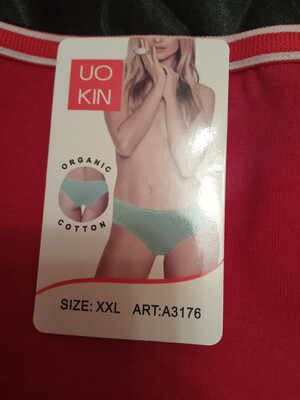 UO
KIN
ORGANIC
COTTON
SIZE: XXL ART:A3176